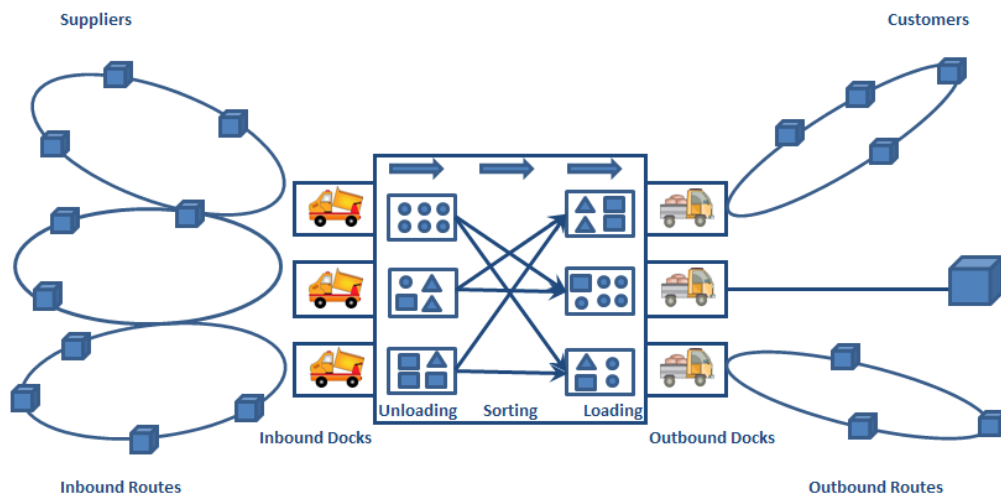 Suppliers
Customers
Unloading
Sorting
Loading
Inbound Docks
Outbound Docks
Inbound Routes
Outbound Routes